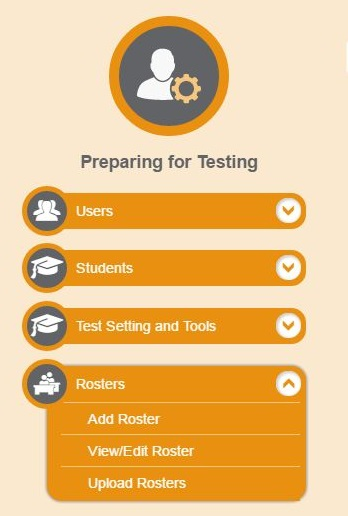 Preparing for Testing
Users
Students
Test Setting and Tools
Rosters
Add Roster
View/Edit Roster
Upload Rosters